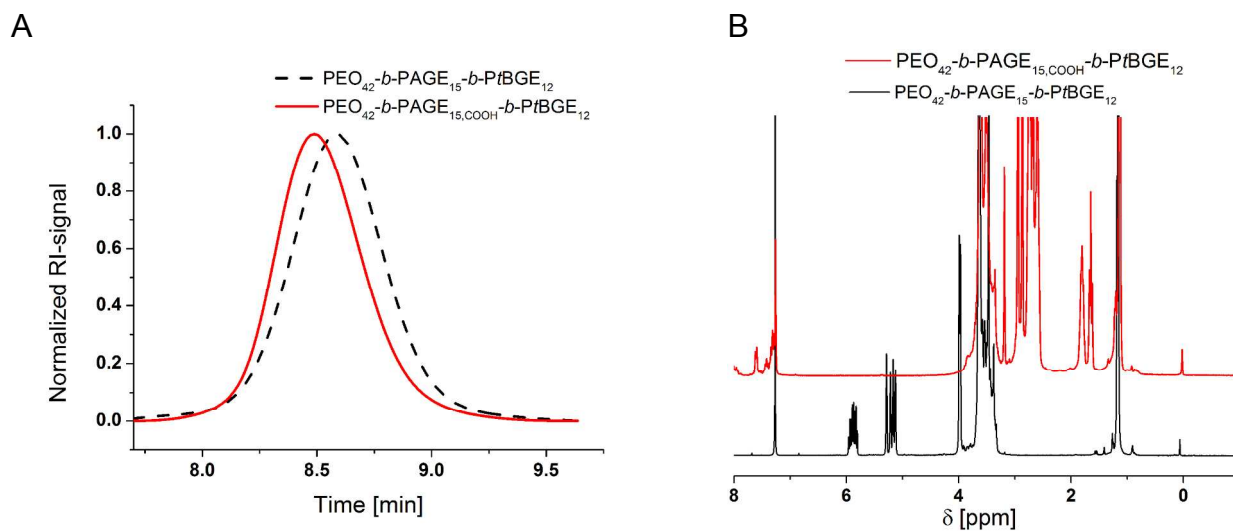 A
PEO42-b-PAGE15-b-PtBGE12
PEO42-b-PAGE15,COOH-b-PtBGE12
1.0
0.8
0.6
0.4
0.2
0.0
Normalized RI-signal
8.0 8.5 9.0 9.5
Time [min]
B
PEO42-b-PAGE15,COOH-b-PtBGE12
PEO42-b-PAGE15-b-PtBGE12
8 6 4 2 0
δ [ppm]